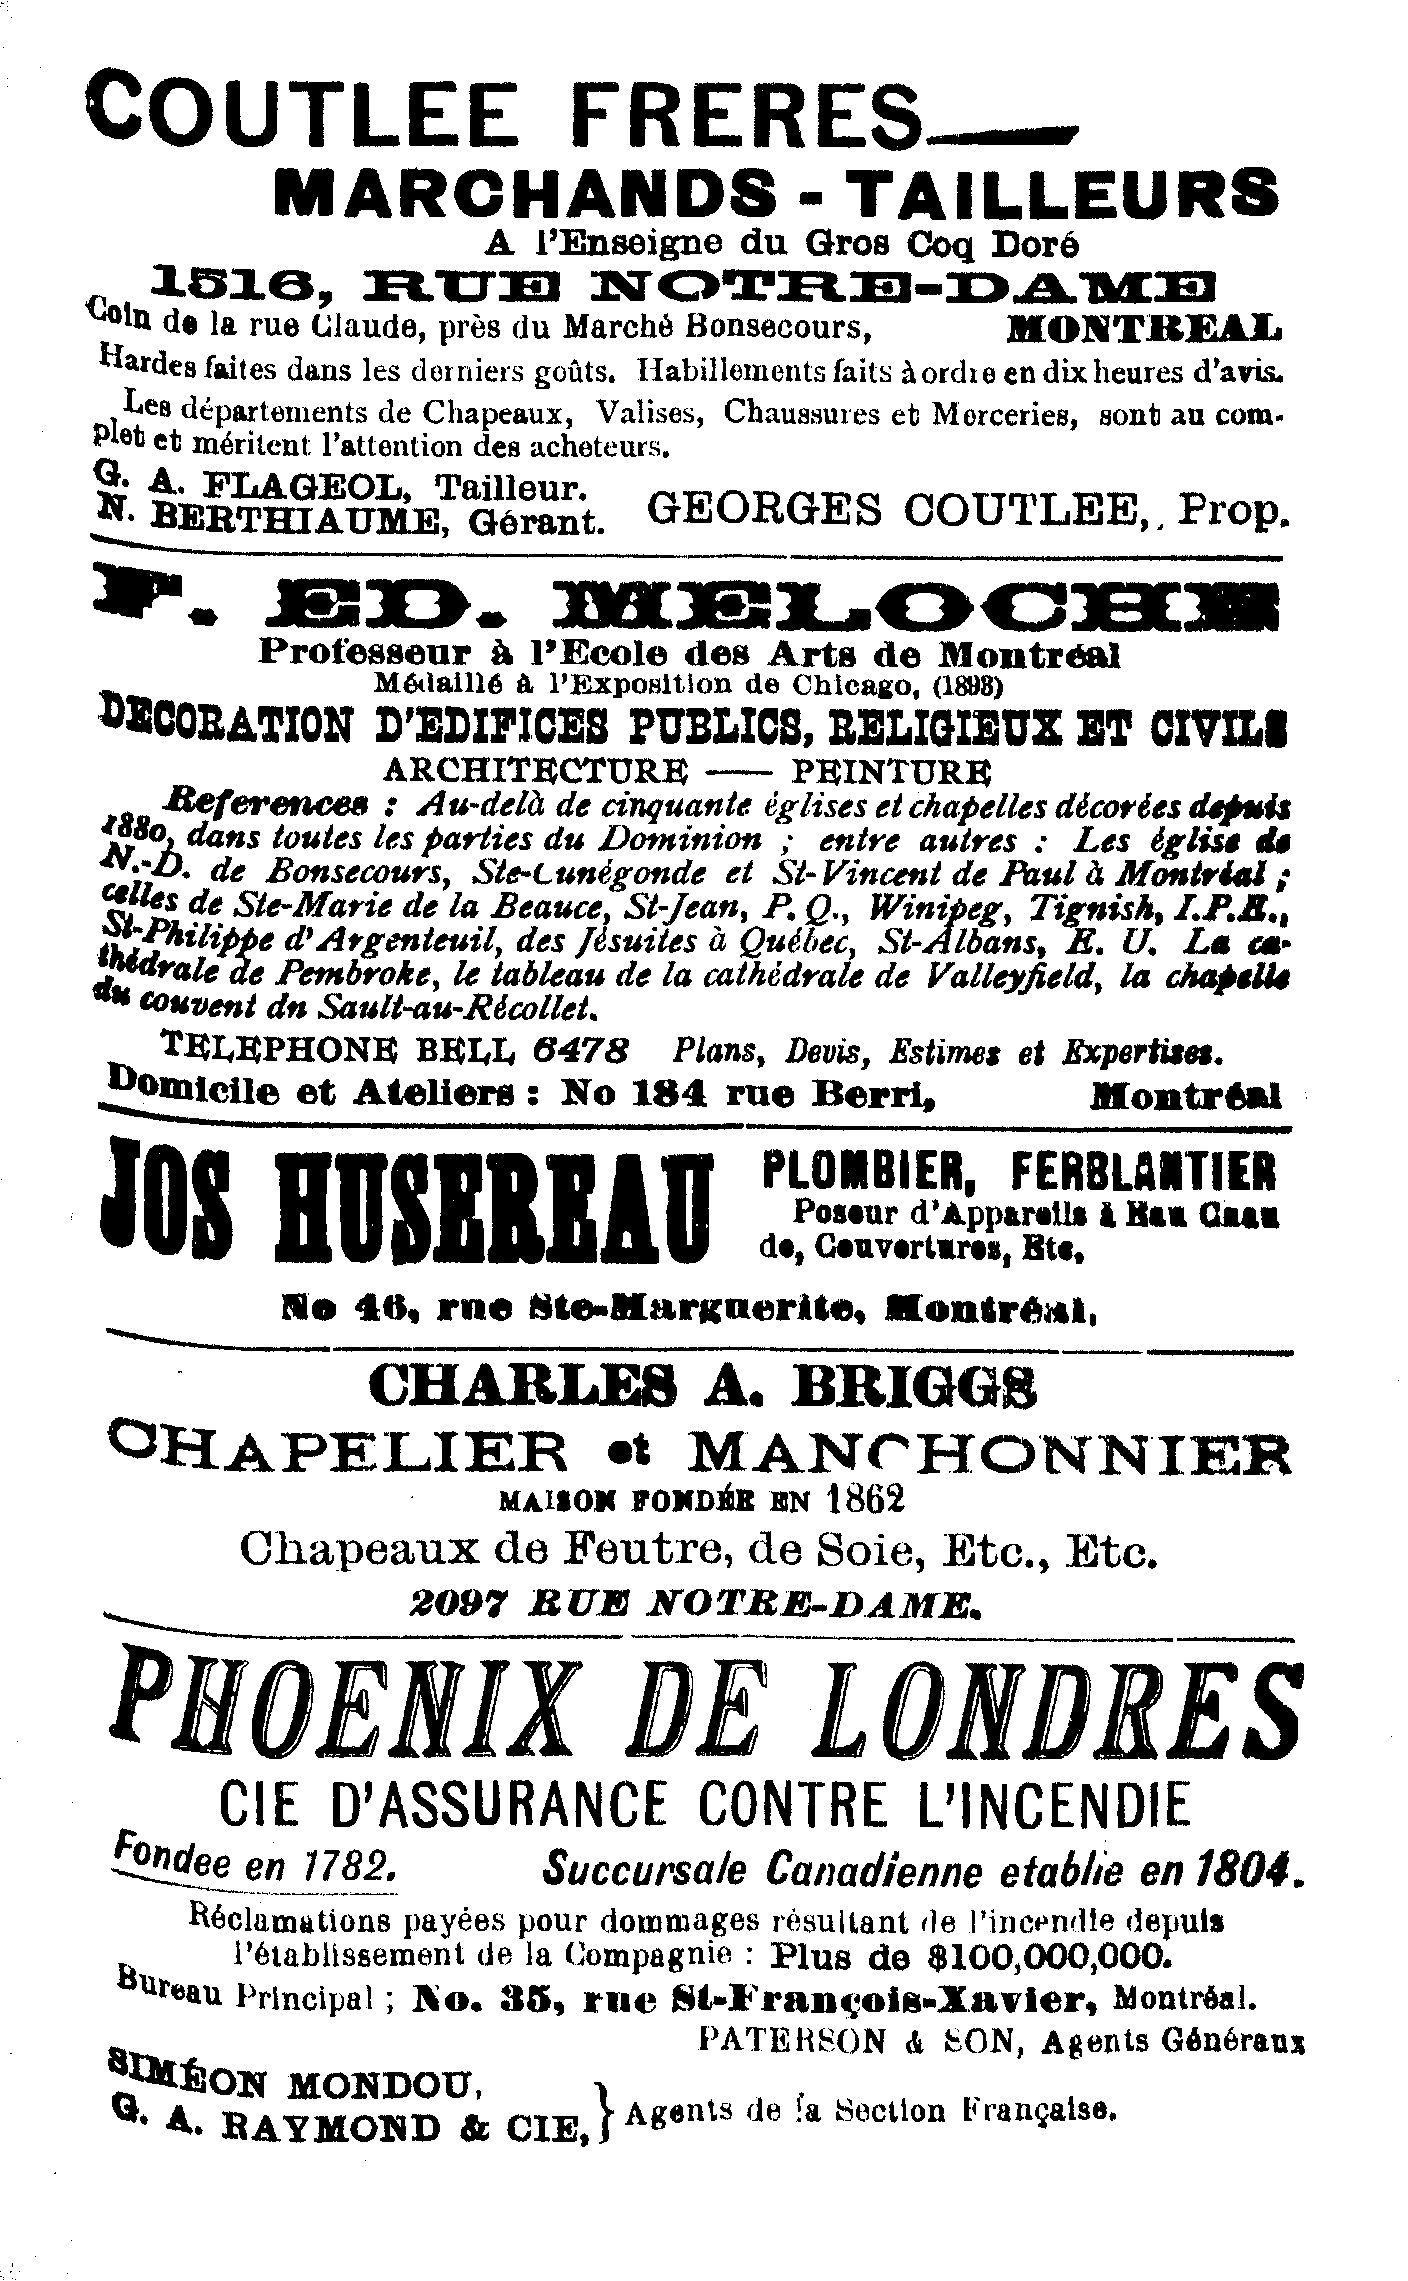 COUTLEE FRERES
MARCHANDS - TAILLEURS
A l'Enseigne du Gros Coq Doré
1516, RUE NOTRE-DAME
Coin de la rue Claude, près du Marché Bonsecours, MONTREAL
Hardes faites dans les derniers goûts. Habillements faits à ordre en dix heures d'avis.
Les départements de Chapeaux, Valises, Chaussures et Merceries, sont au com-
plet et méritent l'attention des acheteurs.
G. A. FLAGEOL, Tailleur.
N. BERTHIAUME, Gérant.
GEORGES COUTLEE, Prop.
F. ED. MELOCHE
Professeur à l'Ecole des Arts de Montréal
Médaillé à l'Exposition de Chicago, (1893)
DECORATION D'EDIFICES PUBLICS, RELIGIEUX ET CIVILS
ARCHITECTURE — PEINTURE
References : Au-delà de cinquante églises et chapelles décorées depuis
1880, dans toutes les parties du Dominion ; entre autres : Les église de
N.-D. de Bonsecours, Ste-Cunégonde et St-Vincent de Paul à Montréal ;
celles de Ste-Marie de la Beauce, St-Jean, P. Q., Winipeg, Tignish, I.P.E.,
St-Philippe d'Argenteuil, des Jésuites à Québec, St-Albans, E. U. La ca-
thédrale de Pembroke, le tableau de la cathédrale de Valleyfield, la chapelle
du couvent dn Sault-au-Récollet.
TELEPHONE BELL 6478 Plans, Devis, Estimes et Expertises.
Domicile et Ateliers : No 184 rue Berri, Montréal
JOS HUSEREAU
PLOMBIER, FERBLANTIER
Poseur d'Appareils à Eau Chau
de, Couvertures, Etc,
No 46, rue Ste-Marguerite, Montréal,
CHARLES A. BRIGGS
CHAPELIER et MANCHONNIER
MAISON FONDÉE EN 1862
Chapeaux de Feutre, de Soie, Etc., Etc.
2097 RUE NOTRE-DAME.
PHOENIX DE LONDRES
CIE D'ASSURANCE CONTRE L'INCENDIE
Fondee en 1782. Succursale Canadienne etablie en 1804.
Réclamations payées pour dommages résultant de l'incendie depuis
l'établissement de la Compagnie : Plus de $100,000,000.
Bureau Principal ; No. 35, rue St-François-Xavier, Montréal.
PATERSON & SON, Agents Généraux
SIMÉON MONDOU,
G. A. RAYMOND & CIE, } Agents de la Section Française.